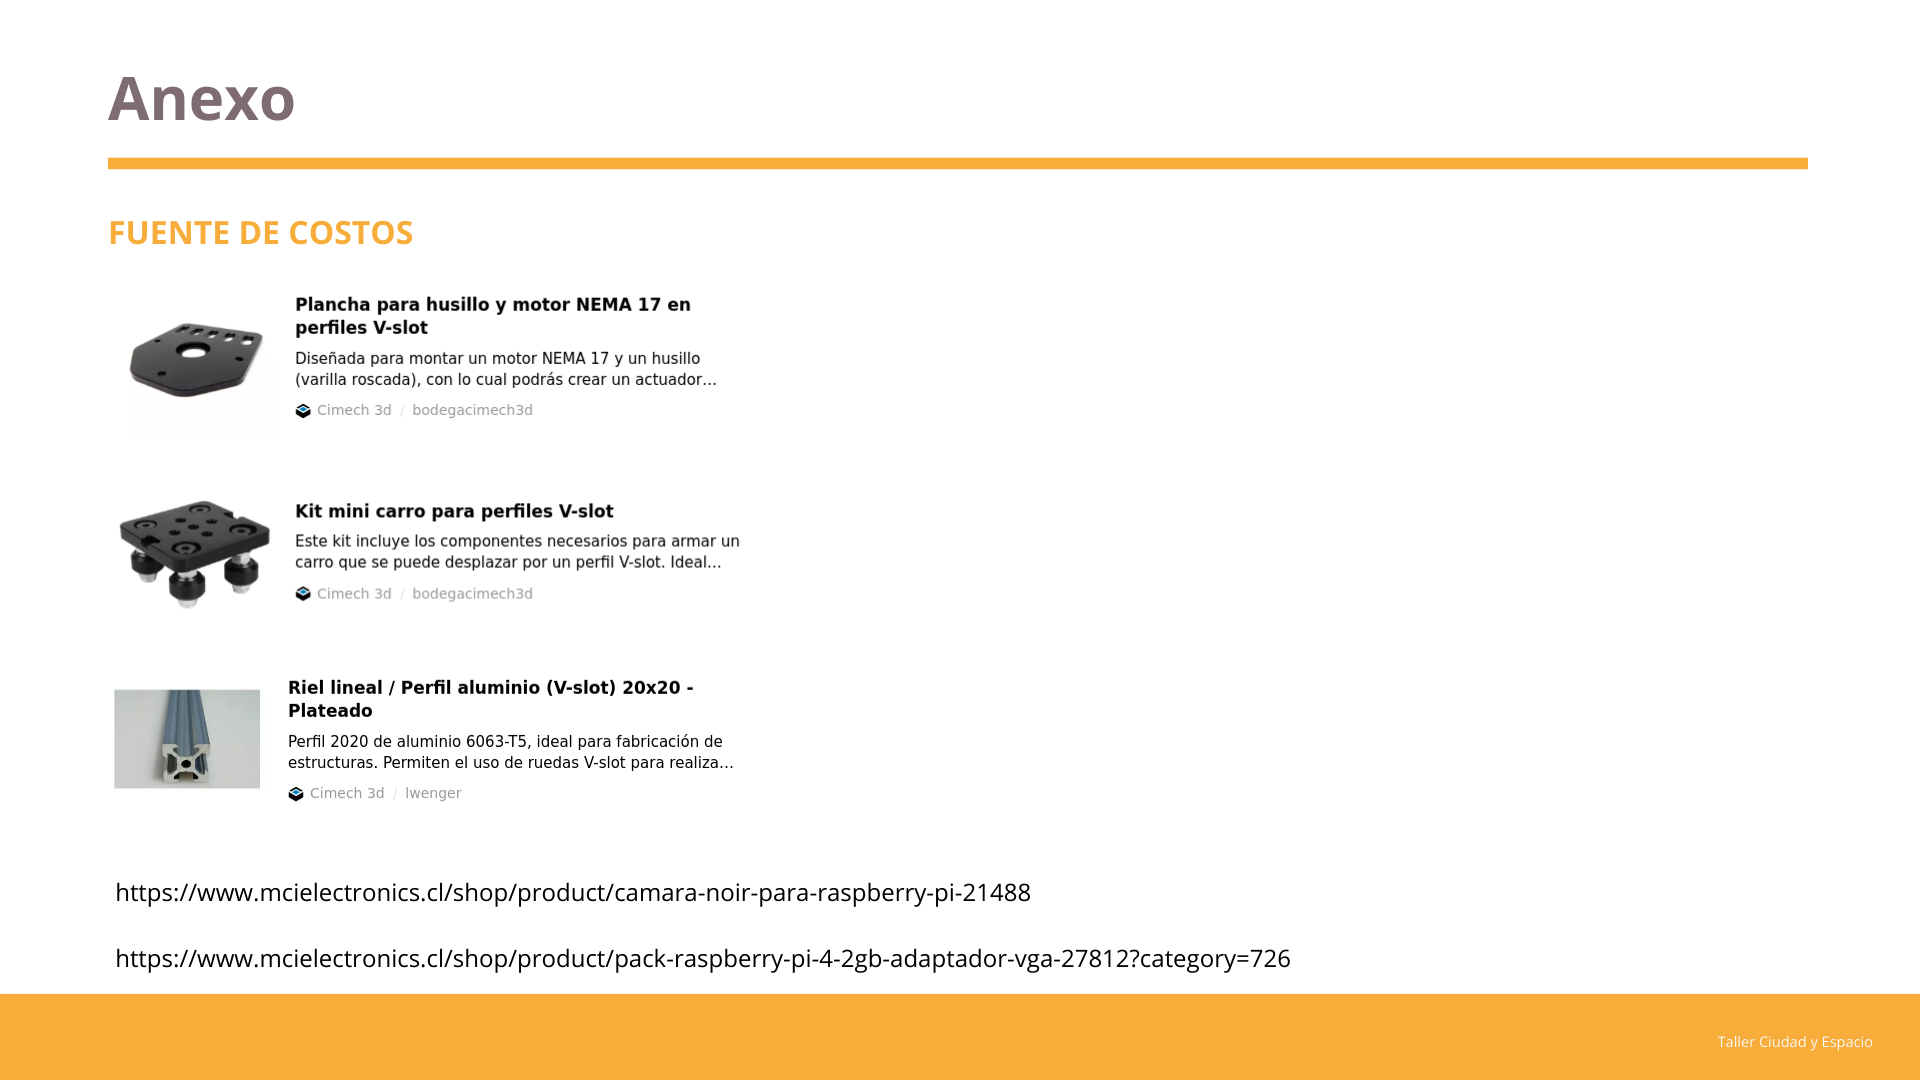 Anexo
FUENTE DE COSTOS
Plancha para husillo y motor NEMA 17 en
perfiles V-slot
Diseñada para montar un motor NEMA 17 y un husillo
(varilla roscada), con lo cual podrás crear un actuador...
Cimech 3d / bodegacimech3d
Kit mini carro para perfiles V-slot
Este kit incluye los componentes necesarios para armar un
carro que se puede desplazar por un perfil V-slot. Ideal...
Cimech 3d / bodegacimech3d
Riel lineal / Perfil aluminio (V-slot) 20x20 -
Plateado
Perfil 2020 de aluminio 6063-T5, ideal para fabricación de
estructuras. Permiten el uso de ruedas V-slot para realiza...
Cimech 3d / lwenger
https://www.mcielectronics.cl/shop/product/camara-noir-para-raspberry-pi-21488
https://www.mcielectronics.cl/shop/product/pack-raspberry-pi-4-2gb-adaptador-vga-27812?category=726
Taller Ciudad y Espacio